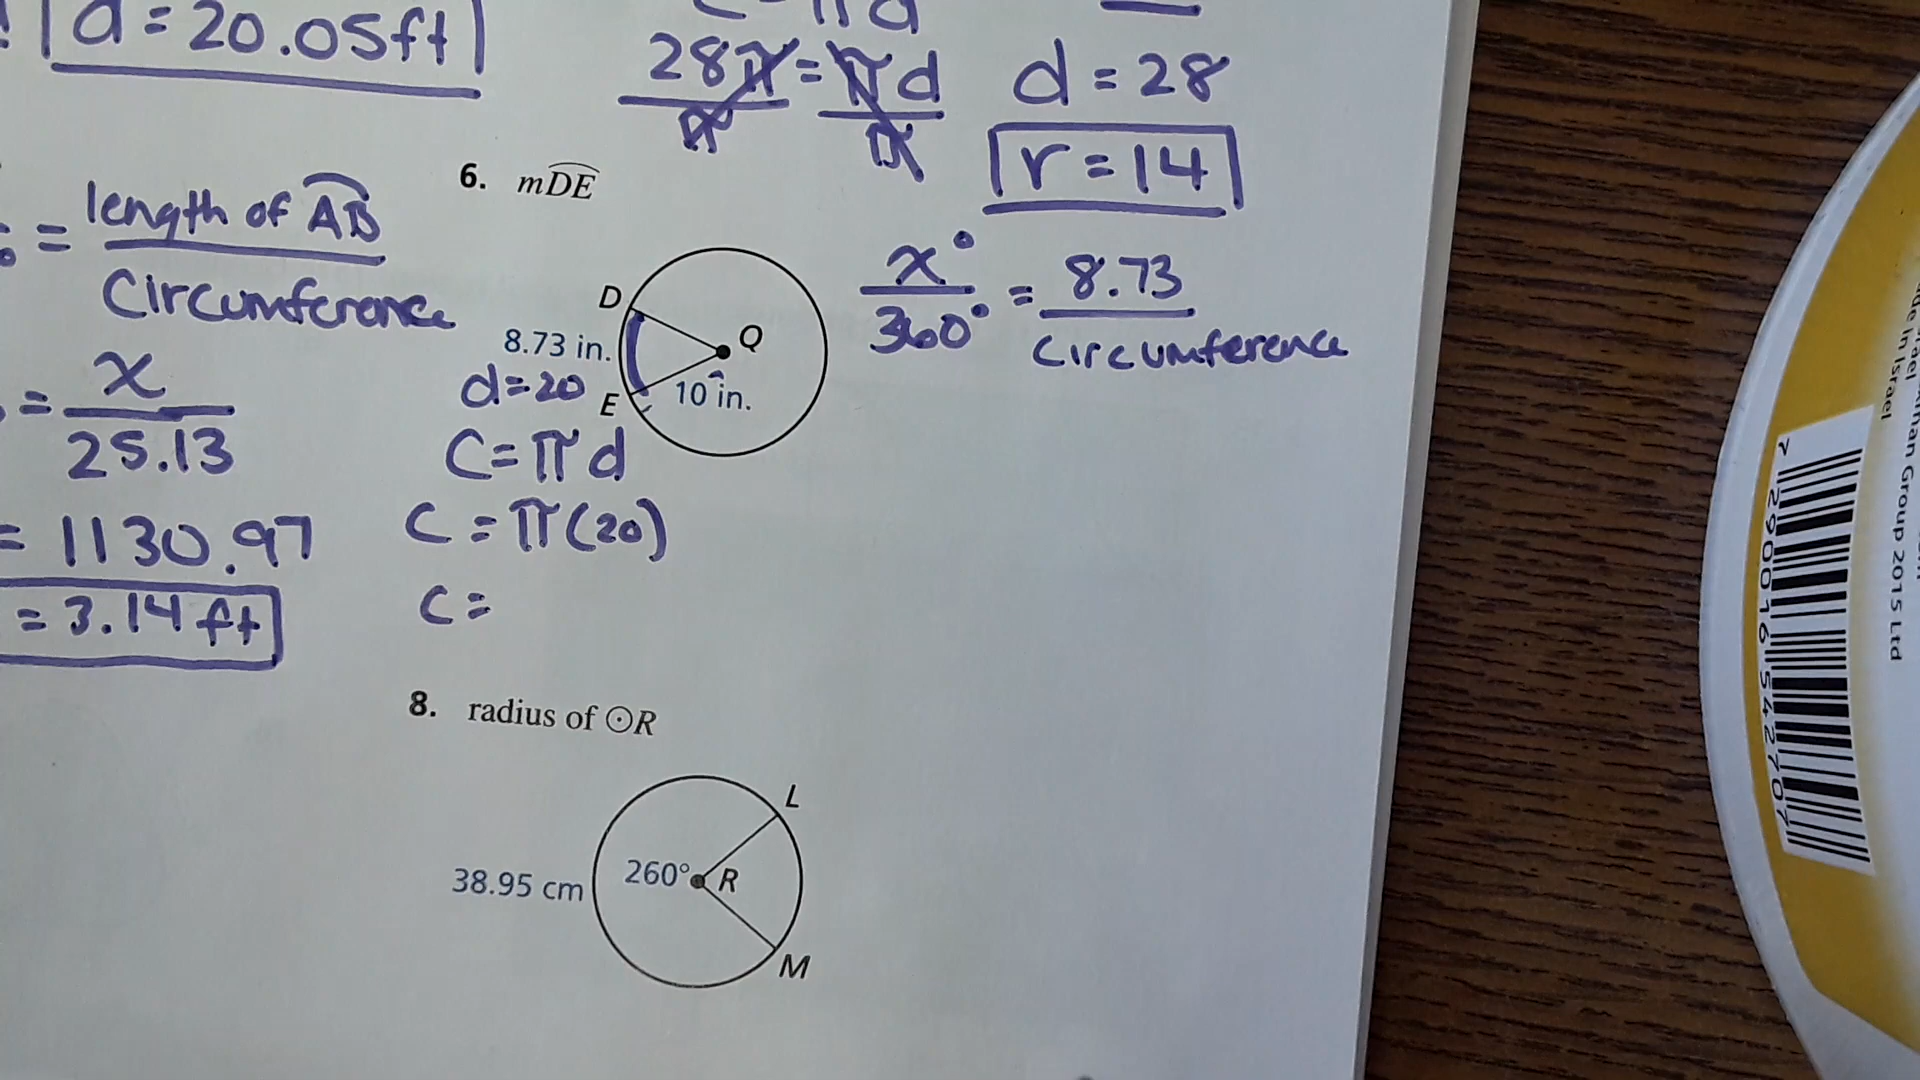 d = 20.05ft
28π = πd
π π
d = 28
r = 14
= length of AB
Circumference
= x
25.13
= 1130.97
= 3.14 ft
6. mDE
D
Q
8.73 in.
E
10 in.
d = 20
C = πd
C = π(20)
C =
x° = 8.73
360° circumference
8. radius of ⊙R
L
260°
R
38.95 cm
M
Group 2015 Ltd
in Israel
7 290016 542707